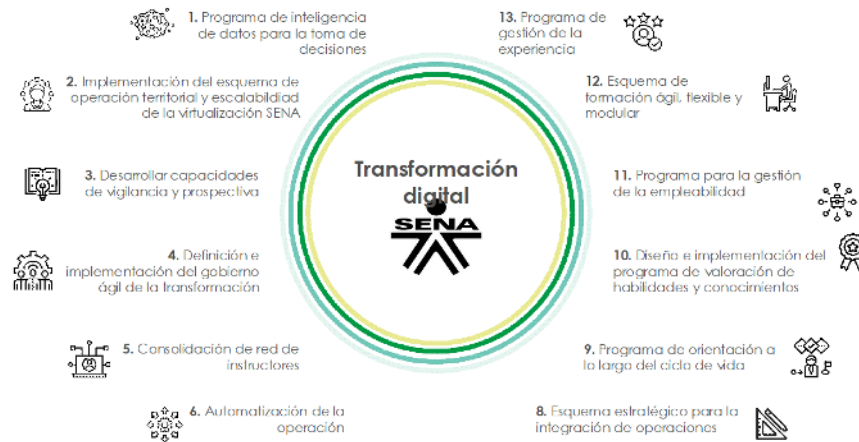 1. Programa de inteligencia
de datos para la toma de
decisiones
2. Implementación del esquema de
operación territorial y escalabilidad
de la virtualización SENA
3. Desarrollar capacidades
de vigilancia y prospectiva
4. Definición e
implementación del gobierno
ágil de la transformación
5. Consolidación de red de
instructores
6. Automatización de la
operación
Transformación
digital
SENA
13. Programa de
gestión de la
experiencia
12. Esquema de
formación ágil, flexible y
modular
11. Programa para la gestión
de la empleabilidad
10. Diseño e implementación del
programa de valoración de
habilidades y conocimientos
9. Programa de orientación a
lo largo del ciclo de vida
8. Esquema estratégico para la
integración de operaciones